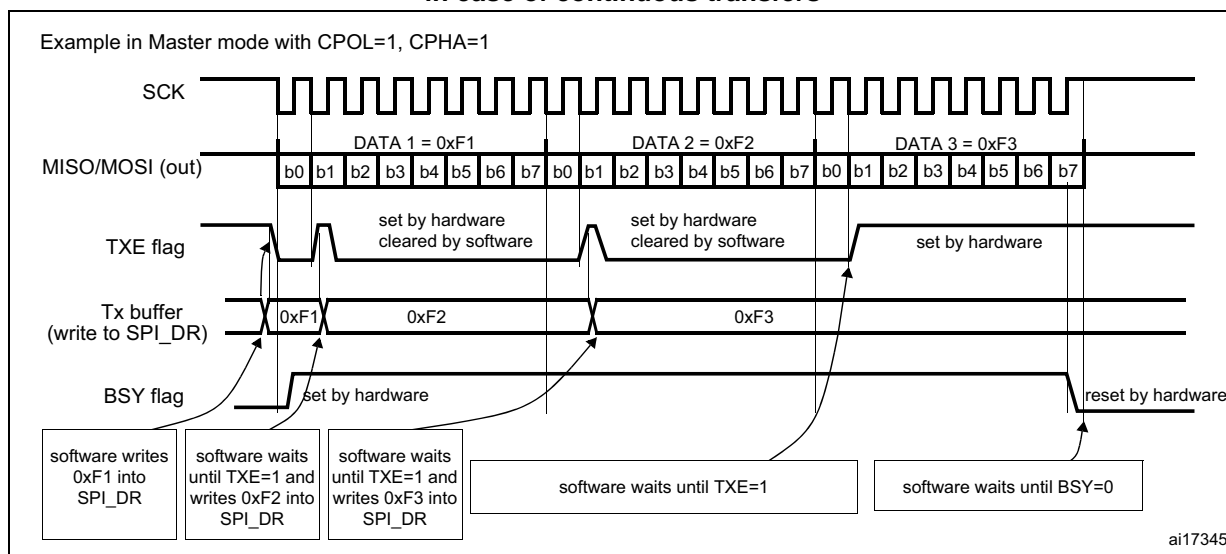 in case of continuous transfers
Example in Master mode with CPOL=1, CPHA=1
SCK
DATA 1 = 0xF1
DATA 2 = 0xF2
DATA 3 = 0xF3
MISO/MOSI (out)
b0 b1 b2 b3 b4 b5 b6 b7 b0 b1 b2 b3 b4 b5 b6 b7 b0 b1 b2 b3 b4 b5 b6 b7
TXE flag
set by hardware
cleared by software
set by hardware
cleared by software
set by hardware
Tx buffer
(write to SPI_DR)
0xF1
0xF2
0xF3
BSY flag
set by hardware
reset by hardware
software writes
0xF1 into
SPI_DR
software waits
until TXE=1 and
writes 0xF2 into
SPI_DR
software waits
until TXE=1 and
writes 0xF3 into
SPI_DR
software waits until TXE=1
software waits until BSY=0
ai17345